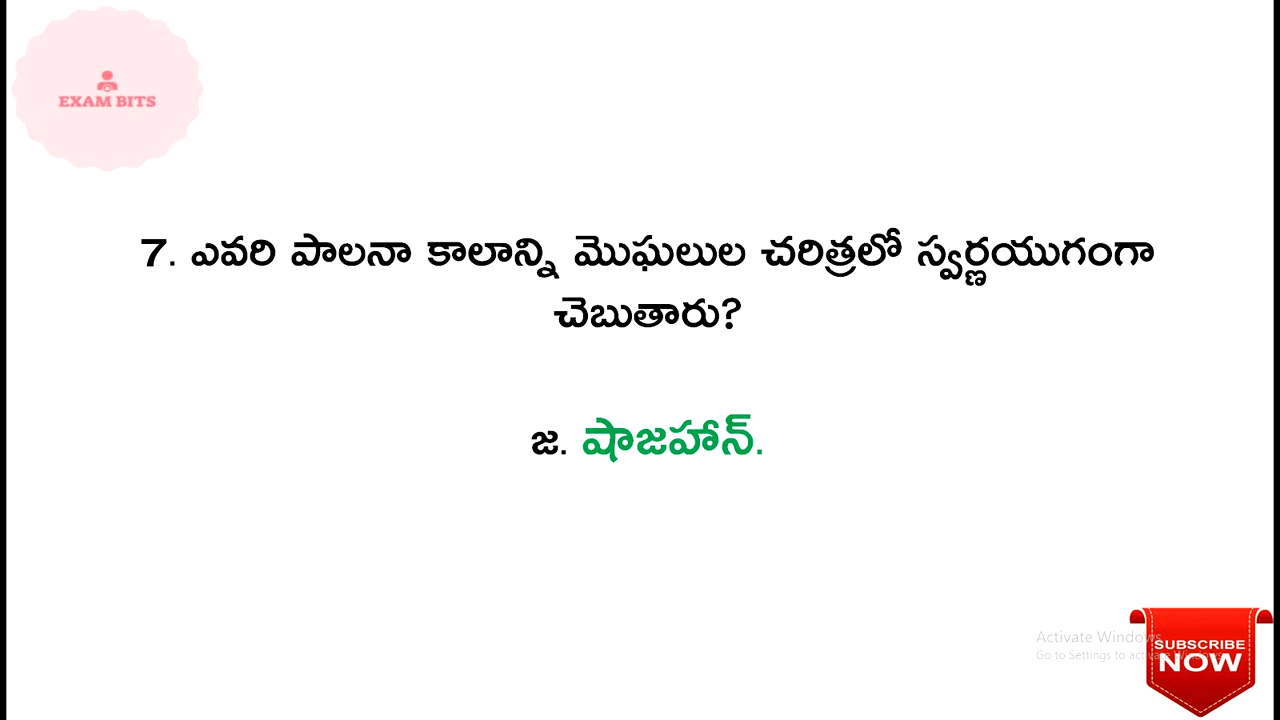 EXAM BITS
7. ఎవరి పాలనా కాలాన్ని మొఘలుల చరిత్రలో స్వర్ణయుగంగా
చెబుతారు?
జ. షాజహాన్.
Activate Windows
Go to Settings to activate Windows.
SUBSCRIBE
NOW